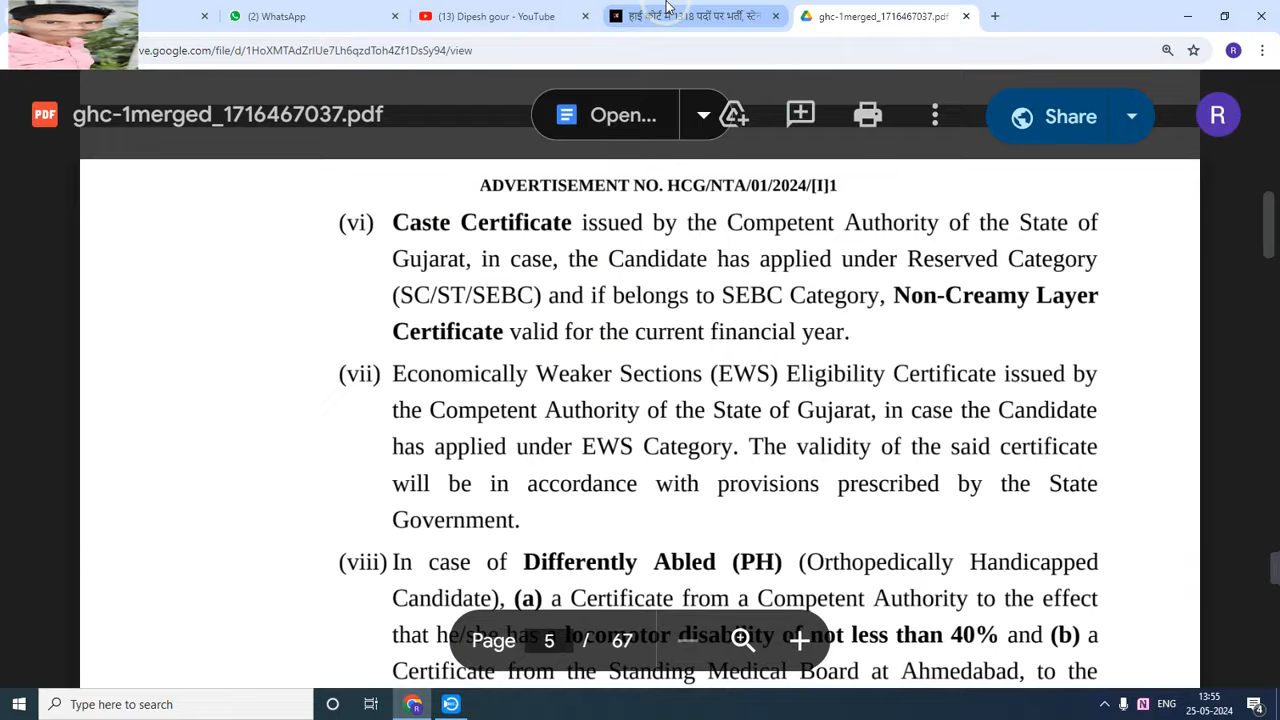 (2) WhatsApp
(13) Dipesh gour - YouTube
हाई कोर्ट में 1318 पदों पर भर्ती, स्टे
ghc-1merged_1716467037.pdf
ve.google.com/file/d/1HoXMTAdZrIUe7Lh6qzdToh4Zf1DsSy94/view
R
PDF
ghc-1merged_1716467037.pdf
Open...
Share
R
ADVERTISEMENT NO. HCG/NTA/01/2024/[I]1
(vi) Caste Certificate issued by the Competent Authority of the State of
Gujarat, in case, the Candidate has applied under Reserved Category
(SC/ST/SEBC) and if belongs to SEBC Category, Non-Creamy Layer
Certificate valid for the current financial year.
(vii) Economically Weaker Sections (EWS) Eligibility Certificate issued by
the Competent Authority of the State of Gujarat, in case the Candidate
has applied under EWS Category. The validity of the said certificate
will be in accordance with provisions prescribed by the State
Government.
(viii) In case of Differently Abled (PH) (Orthopedically Handicapped
Candidate), (a) a Certificate from a Competent Authority to the effect
that he/she has a locomotor disability of not less than 40% and (b) a
Certificate from the Standing Medical Board at Ahmedabad, to the
Page 5 / 67
Type here to search
N
ENG
13:55
25-05-2024